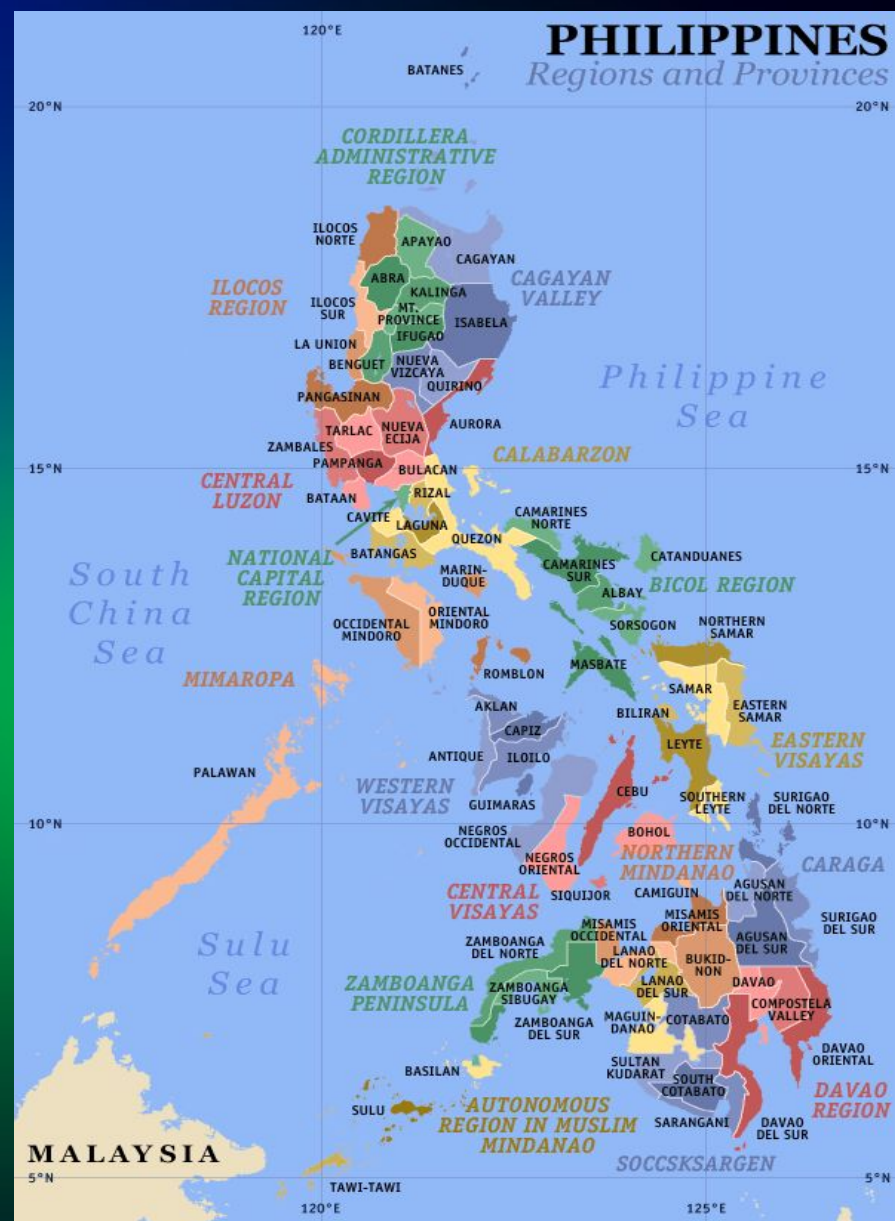 PHILIPPINES
Regions and Provinces
120°E
BATANES
20°N
20°N
CORDILLERA
ADMINISTRATIVE
REGION
ILOCOS
NORTE
APAYAO
CAGAYAN
ABRA
CAGAYAN
VALLEY
ILOCOS
REGION
KALINGA
ILOCOS
SUR
MT.
PROVINCE
ISABELA
IFUGAO
LA UNION
BENGUET
NUEVA
VIZCAYA
QUIRINO
Philippine
Sea
PANGASINAN
TARLAC
NUEVA
ECIJA
AURORA
ZAMBALES
CALABARZON
PAMPANGA
BULACAN
15°N
15°N
CENTRAL
LUZON
BATAAN
RIZAL
CAVITE
LAGUNA
CAMARINES
NORTE
QUEZON
NATIONAL
CAPITAL
REGION
BATANGAS
CATANDUANES
MARIN-
DUQUE
CAMARINES
SUR
BICOL REGION
South
China
Sea
ALBAY
OCCIDENTAL
MINDORO
ORIENTAL
MINDORO
SORSOGON
NORTHERN
SAMAR
MIMAROPA
ROMBLON
MASBATE
SAMAR
AKLAN
BILIRAN
EASTERN
SAMAR
CAPIZ
LEYTE
EASTERN
VISAYAS
ANTIQUE
ILOILO
PALAWAN
WESTERN
VISAYAS
GUIMARAS
CEBU
SOUTHERN
LEYTE
SURIGAO
DEL NORTE
10°N
10°N
NEGROS
OCCIDENTAL
BOHOL
NEGROS
ORIENTAL
NORTHERN
MINDANAO
CARAGA
CENTRAL
VISAYAS
SIQUIJOR
CAMIGUIN
AGUSAN
DEL NORTE
MISAMIS
OCCIDENTAL
MISAMIS
ORIENTAL
SURIGAO
DEL SUR
Sulu
Sea
ZAMBOANGA
DEL NORTE
LANAO
DEL NORTE
BUKID-
NON
AGUSAN
DEL SUR
ZAMBOANGA
PENINSULA
ZAMBOANGA
SIBUGAY
LANAO
DEL SUR
DAVAO
COMPOSTELA
VALLEY
ZAMBOANGA
DEL SUR
MAGUIN-
DANAO
COTABATO
BASILAN
SULTAN
KUDARAT
DAVAO
ORIENTAL
SOUTH
COTABATO
SULU
AUTONOMOUS
REGION IN MUSLIM
MINDANAO
DAVAO
REGION
SARANGANI
DAVAO
DEL SUR
MALAYSIA
SOCCSKSARGEN
5°N
5°N
TAWI-TAWI
120°E
125°E